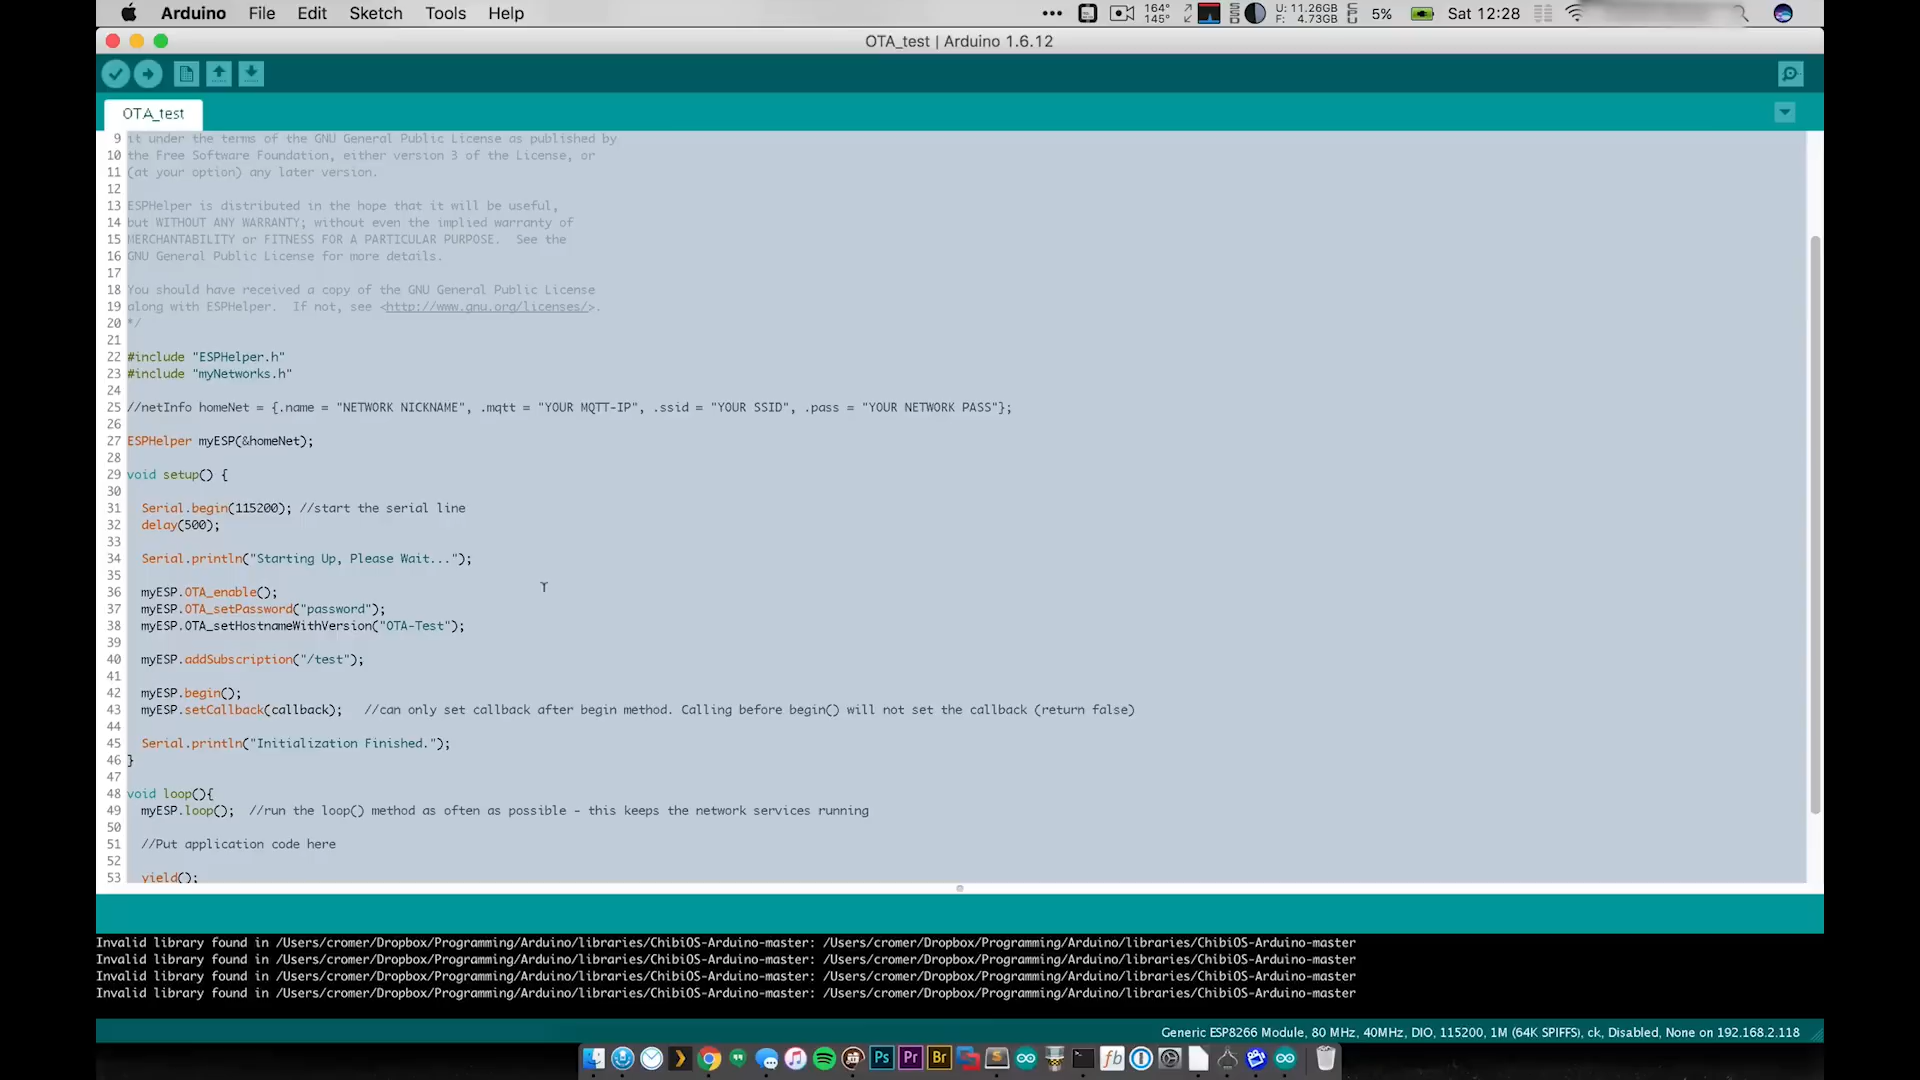 Arduino File Edit Sketch Tools Help
164°
145°
U: 11.26GB
F: 4.73GB
5%
Sat 12:28
OTA_test | Arduino 1.6.12
OTA_test
9 it under the terms of the GNU General Public License as published by
10 the Free Software Foundation, either version 3 of the License, or
11 (at your option) any later version.
12
13 ESPHelper is distributed in the hope that it will be useful,
14 but WITHOUT ANY WARRANTY; without even the implied warranty of
15 MERCHANTABILITY or FITNESS FOR A PARTICULAR PURPOSE.  See the
16 GNU General Public License for more details.
17
18 You should have received a copy of the GNU General Public License
19 along with ESPHelper.  If not, see <http://www.gnu.org/licenses/>.
20 */
21
22 #include "ESPHelper.h"
23 #include "myNetworks.h"
24
25 //netInfo homeNet = {.name = "NETWORK NICKNAME", .mqtt = "YOUR MQTT-IP", .ssid = "YOUR SSID", .pass = "YOUR NETWORK PASS"};
26
27 ESPHelper myESP(&homeNet);
28
29 void setup() {
30
31 Serial.begin(115200); //start the serial line
32 delay(500);
33
34 Serial.println("Starting Up, Please Wait...");
35
36 myESP.OTA_enable();
37 myESP.OTA_setPassword("password");
38 myESP.OTA_setHostnameWithVersion("OTA-Test");
39
40 myESP.addSubscription("/test");
41
42 myESP.begin();
43 myESP.setCallback(callback);   //can only set callback after begin method. Calling before begin() will not set the callback (return false)
44
45 Serial.println("Initialization Finished.");
46 }
47
48 void loop(){
49 myESP.loop();  //run the loop() method as often as possible - this keeps the network services running
50
51 //Put application code here
52
53 yield();
Invalid library found in /Users/cromer/Dropbox/Programming/Arduino/libraries/ChibiOS-Arduino-master: /Users/cromer/Dropbox/Programming/Arduino/libraries/ChibiOS-Arduino-master
Invalid library found in /Users/cromer/Dropbox/Programming/Arduino/libraries/ChibiOS-Arduino-master: /Users/cromer/Dropbox/Programming/Arduino/libraries/ChibiOS-Arduino-master
Invalid library found in /Users/cromer/Dropbox/Programming/Arduino/libraries/ChibiOS-Arduino-master: /Users/cromer/Dropbox/Programming/Arduino/libraries/ChibiOS-Arduino-master
Invalid library found in /Users/cromer/Dropbox/Programming/Arduino/libraries/ChibiOS-Arduino-master: /Users/cromer/Dropbox/Programming/Arduino/libraries/ChibiOS-Arduino-master
Generic ESP8266 Module, 80 MHz, 40MHz, DIO, 115200, 1M (64K SPIFFS), ck, Disabled, None on 192.168.2.118
Ps Pr Br fb